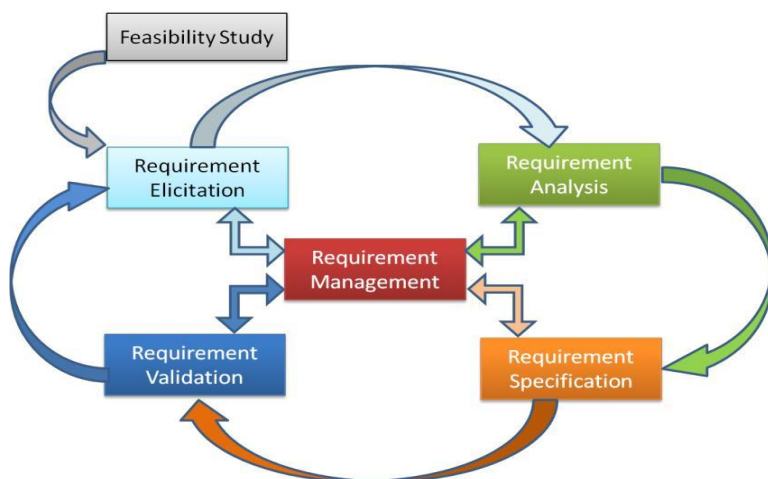 Feasibility Study
Requirement
Elicitation
Requirement
Analysis
Requirement
Management
Requirement
Validation
Requirement
Specification